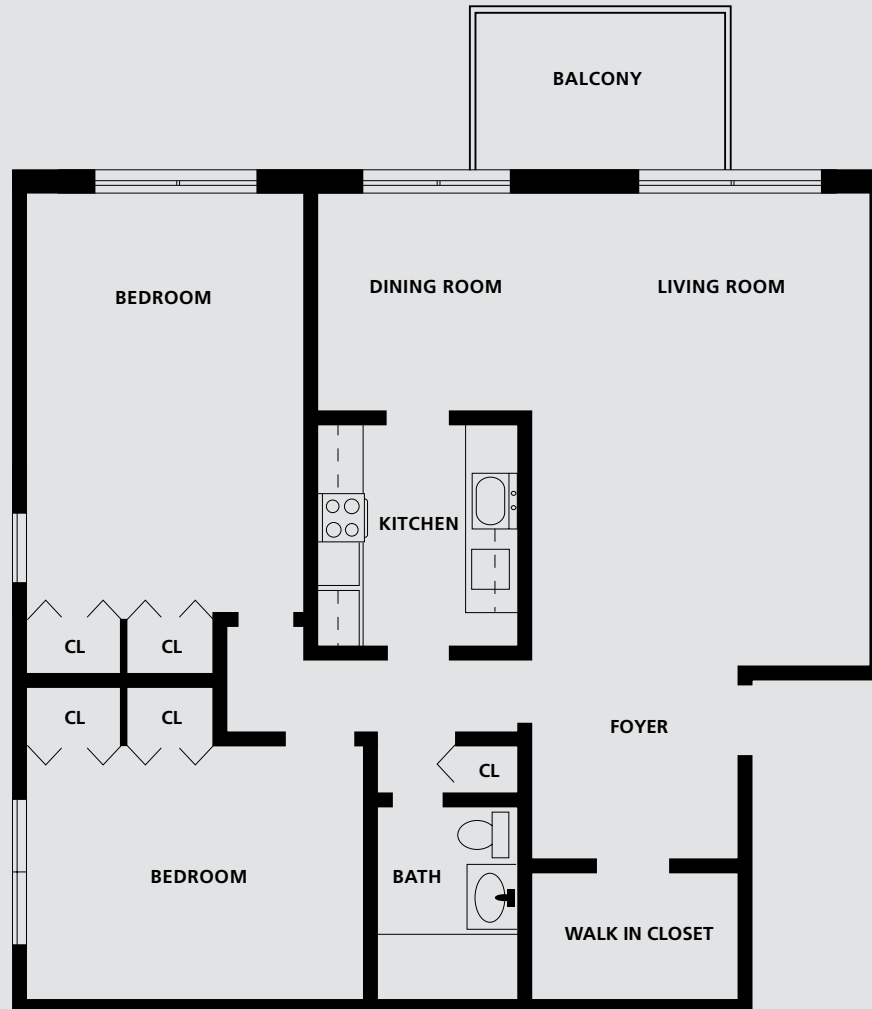 BALCONY
BEDROOM
DINING ROOM
LIVING ROOM
KITCHEN
CL
CL
CL
CL
FOYER
CL
BEDROOM
BATH
WALK IN CLOSET